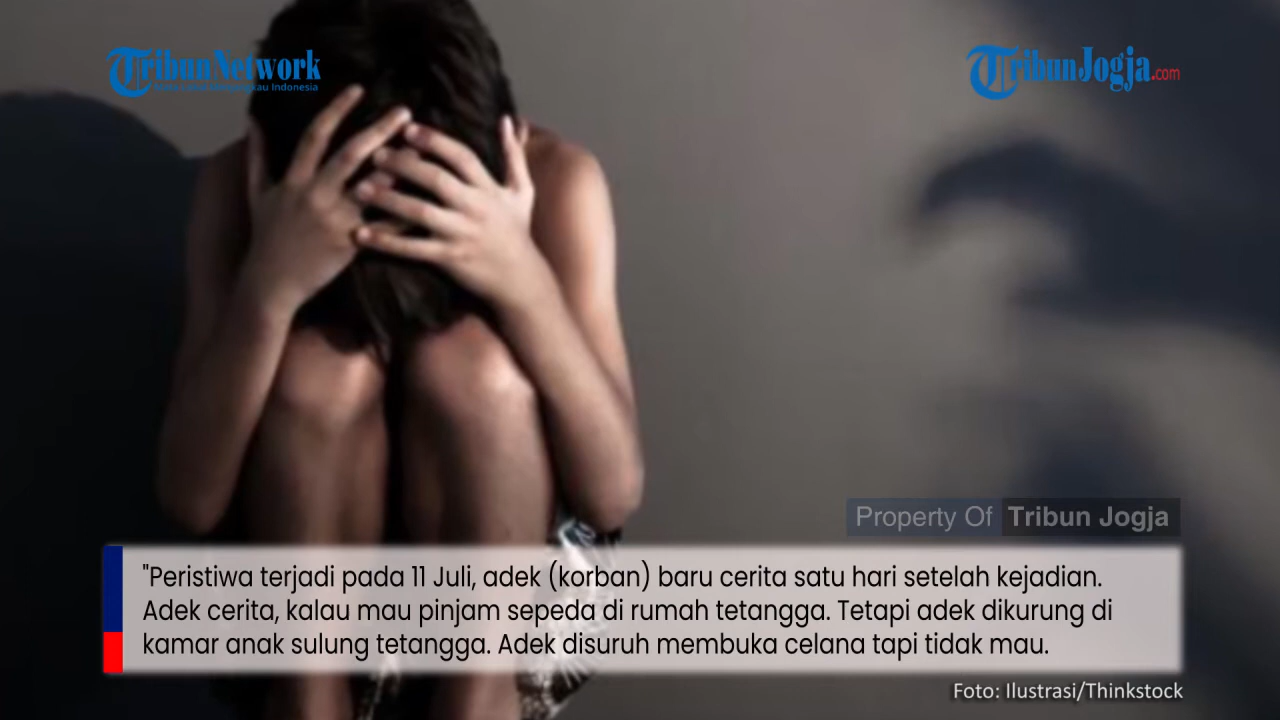 TribunNetwork
TribunJogja.com
Property Of Tribun Jogja
"Peristiwa terjadi pada 11 Juli, adek (korban) baru cerita satu hari setelah kejadian.
Adek cerita, kalau mau pinjam sepeda di rumah tetangga. Tetapi adek dikurung di
kamar anak sulung tetangga. Adek disuruh membuka celana tapi tidak mau.
Foto: Ilustrasi/Thinkstock